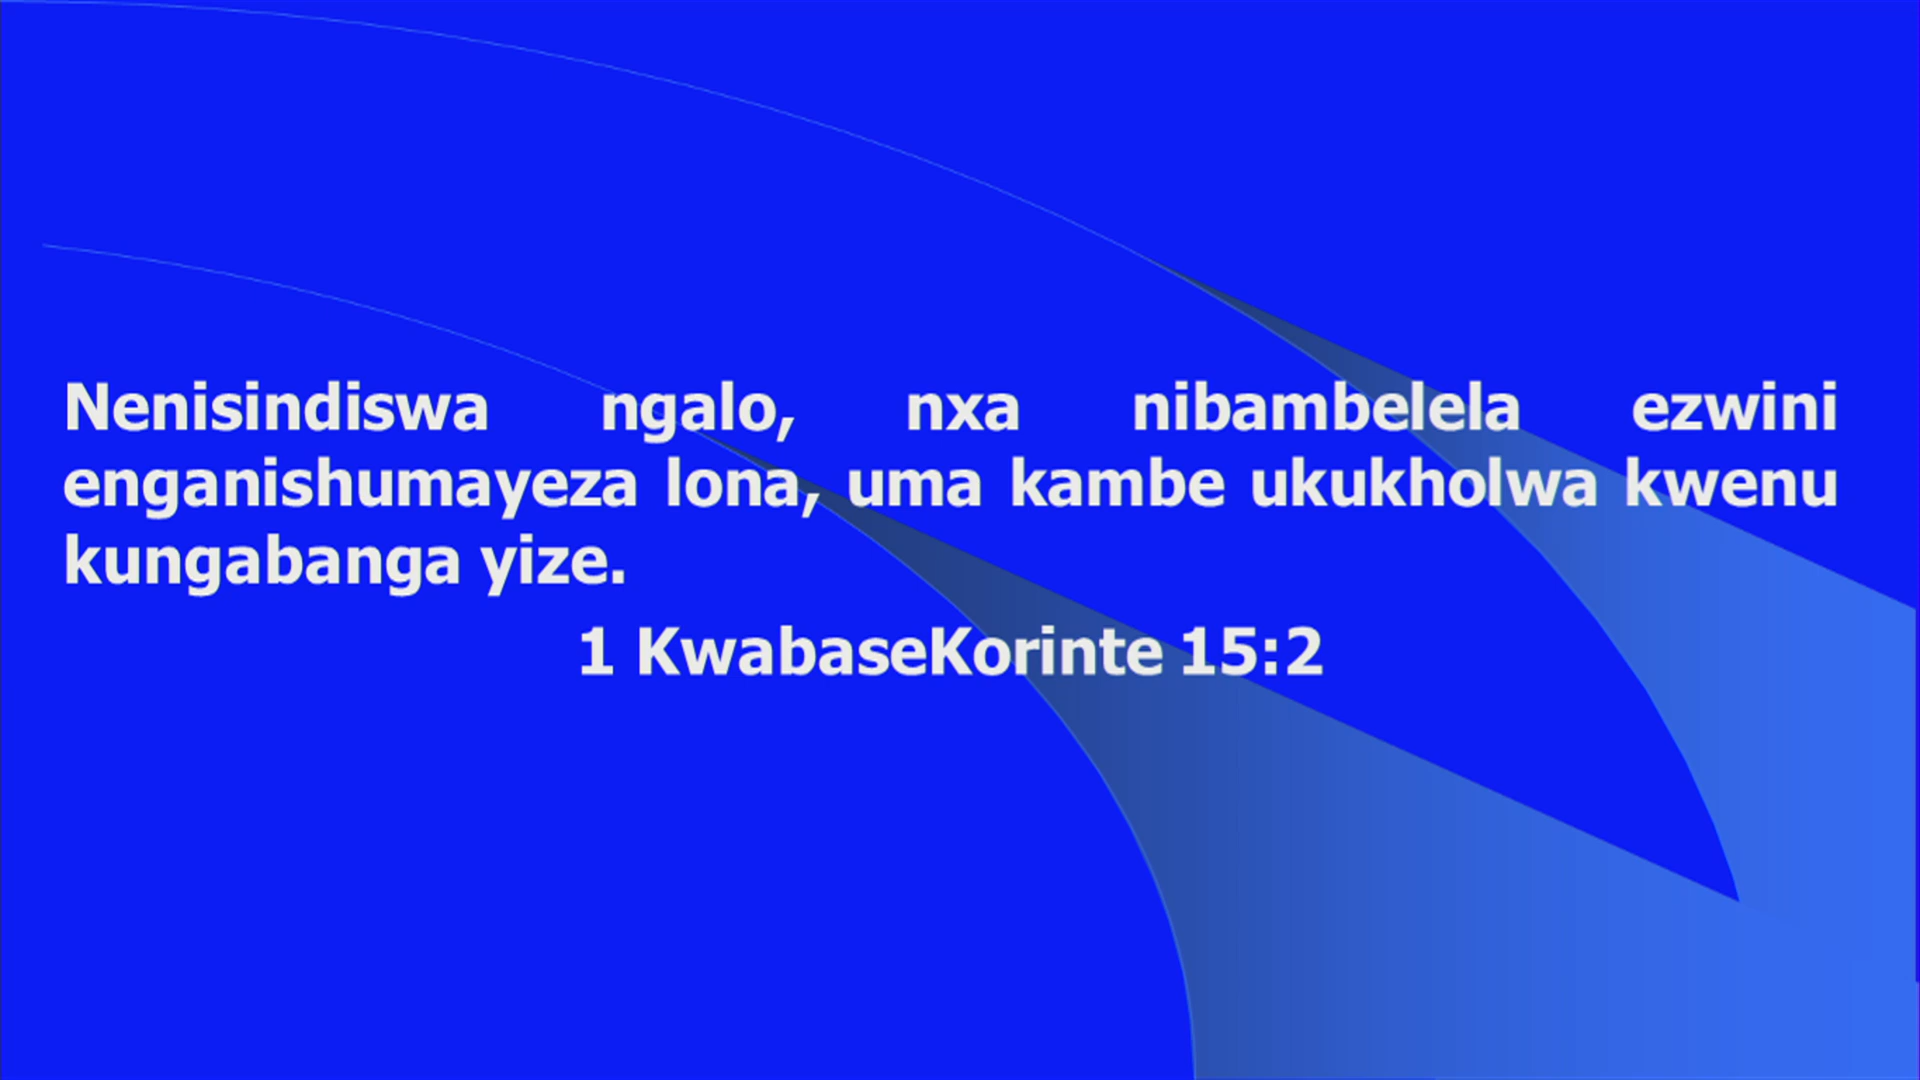 Nenisindiswa ngalo, nxa nibambelela ezwini
enganishumayeza lona, uma kambe ukukholwa kwenu
kungabanga yize.
1 KwabaseKorinte 15:2